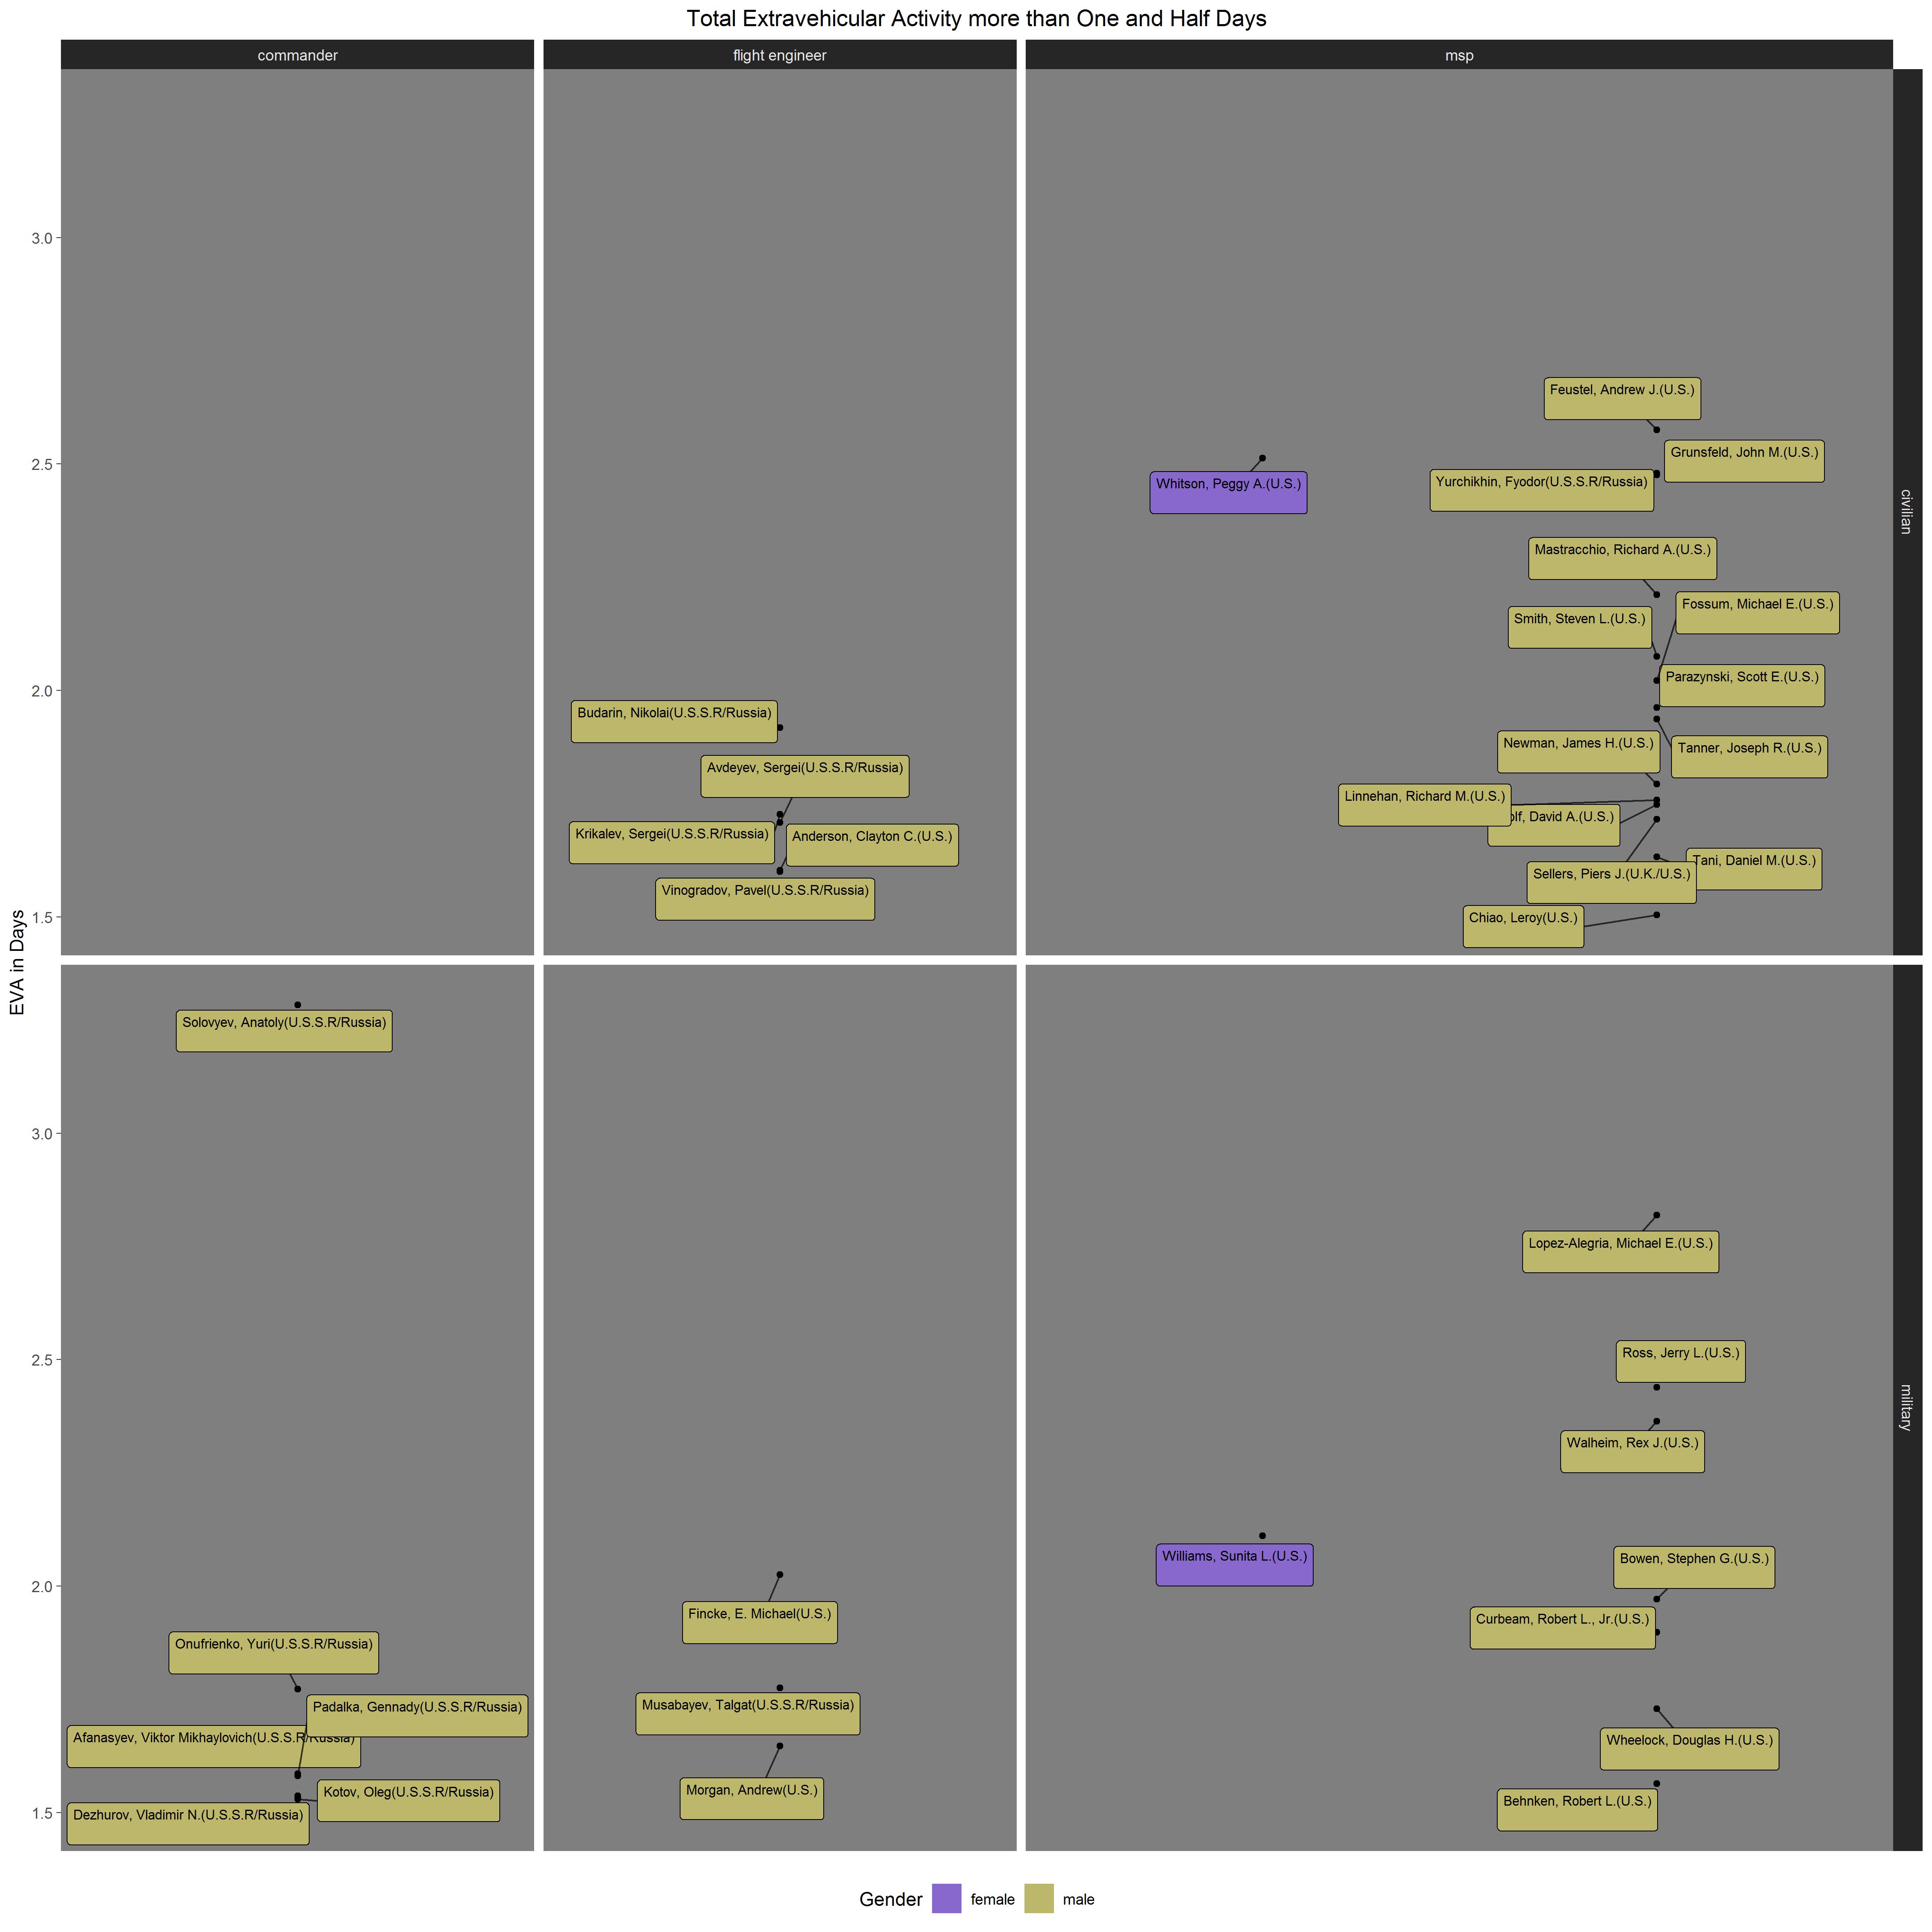 Total Extravehicular Activity more than One and Half Days
commander
flight engineer
msp
civilian
military
EVA in Days
3.0
2.5
2.0
1.5
3.0
2.5
2.0
1.5
Budarin, Nikolai(U.S.S.R/Russia)
Avdeyev, Sergei(U.S.S.R/Russia)
Krikalev, Sergei(U.S.S.R/Russia)
Anderson, Clayton C.(U.S.)
Vinogradov, Pavel(U.S.S.R/Russia)
Feustel, Andrew J.(U.S.)
Grunsfeld, John M.(U.S.)
Whitson, Peggy A.(U.S.)
Yurchikhin, Fyodor(U.S.S.R/Russia)
Mastracchio, Richard A.(U.S.)
Fossum, Michael E.(U.S.)
Smith, Steven L.(U.S.)
Parazynski, Scott E.(U.S.)
Newman, James H.(U.S.)
Tanner, Joseph R.(U.S.)
Linnehan, Richard M.(U.S.)
David A.(U.S.)
Tani, Daniel M.(U.S.)
Sellers, Piers J.(U.K./U.S.)
Chiao, Leroy(U.S.)
Solovyev, Anatoly(U.S.S.R/Russia)
Onufrienko, Yuri(U.S.S.R/Russia)
Padalka, Gennady(U.S.S.R/Russia)
Afanasyev, Viktor Mikhaylovich(U.S.S.R/Russia)
Kotov, Oleg(U.S.S.R/Russia)
Dezhurov, Vladimir N.(U.S.S.R/Russia)
Fincke, E. Michael(U.S.)
Musabayev, Talgat(U.S.S.R/Russia)
Morgan, Andrew(U.S.)
Lopez-Alegria, Michael E.(U.S.)
Ross, Jerry L.(U.S.)
Walheim, Rex J.(U.S.)
Williams, Sunita L.(U.S.)
Bowen, Stephen G.(U.S.)
Curbeam, Robert L., Jr.(U.S.)
Wheelock, Douglas H.(U.S.)
Behnken, Robert L.(U.S.)
Gender
female
male